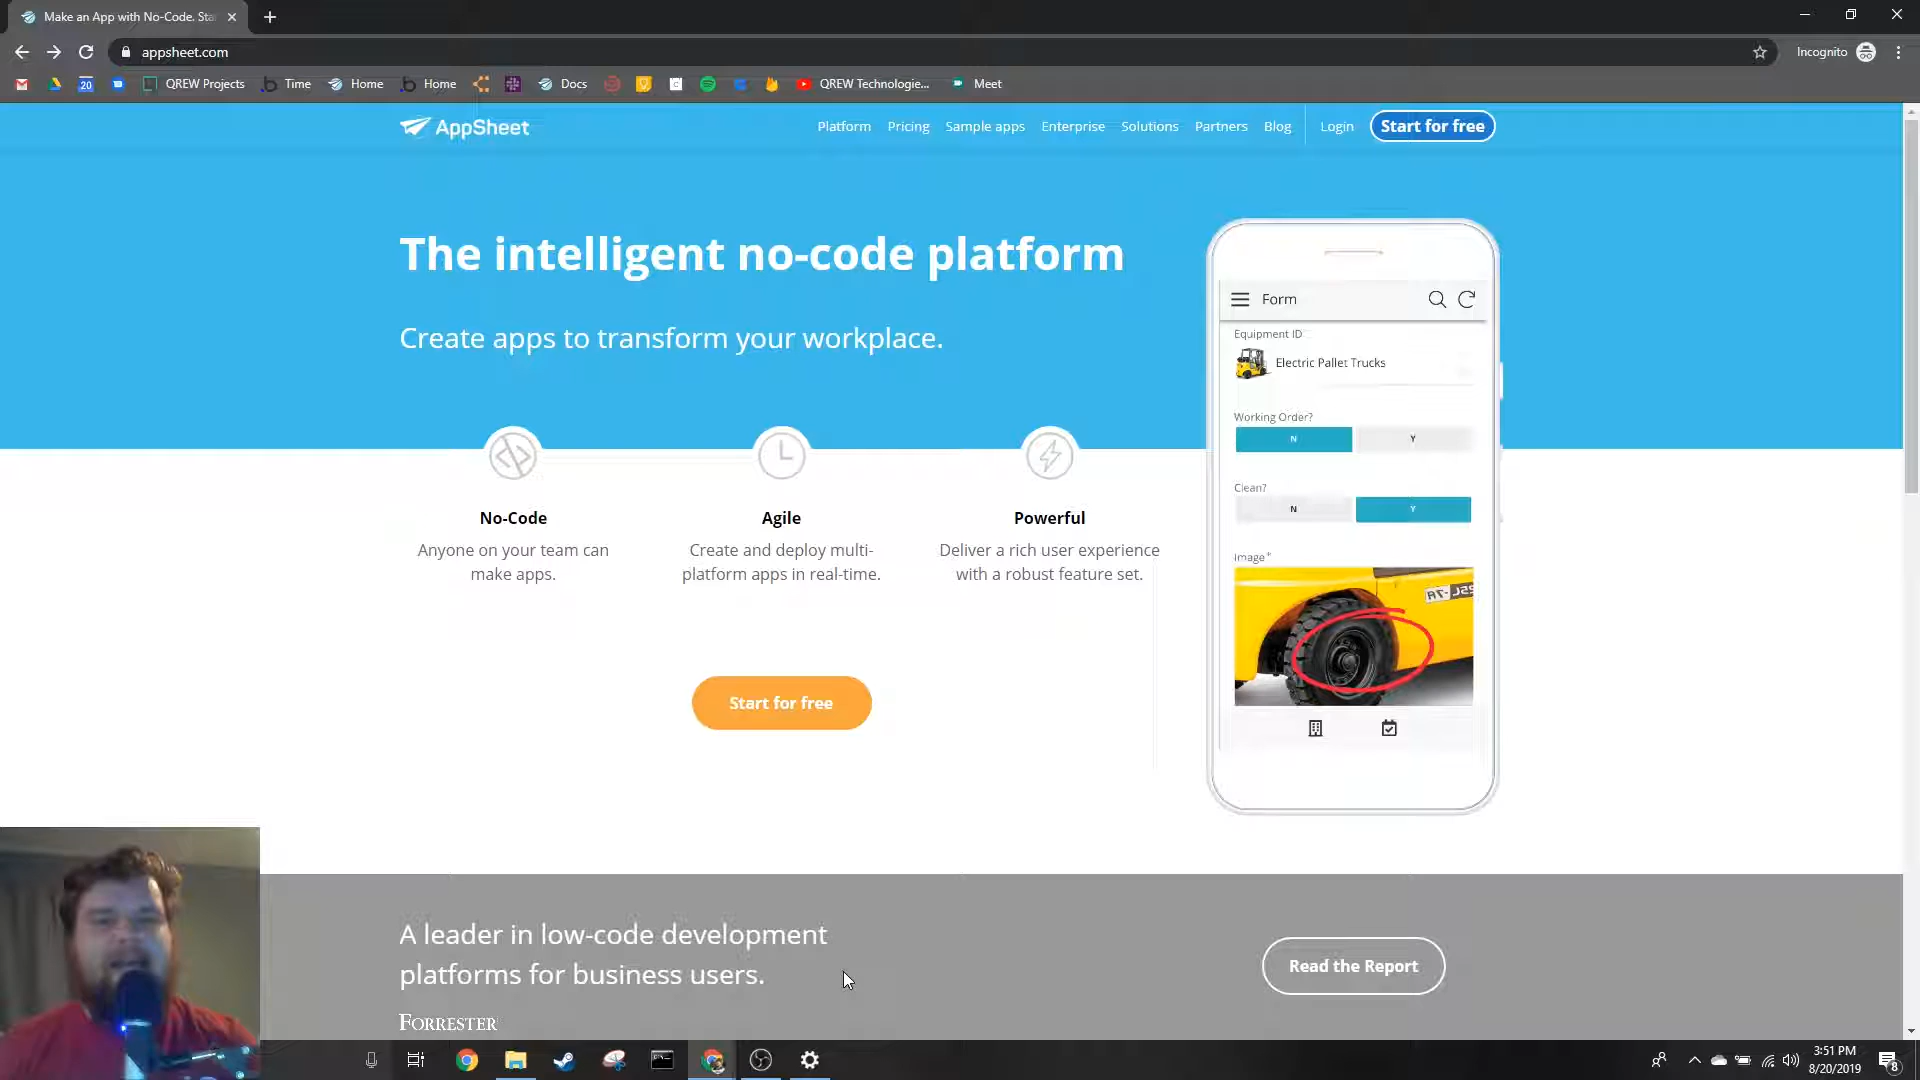 Make an App with No-Code. Sta
appsheet.com
Incognito
20
QREW Projects
Time
Home
Home
Docs
QREW Technologie...
Meet
AppSheet
Platform
Pricing
Sample apps
Enterprise
Solutions
Partners
Blog
Login
Start for free
The intelligent no-code platform
Create apps to transform your workplace.
No-Code
Anyone on your team can
make apps.
Agile
Create and deploy multi-
platform apps in real-time.
Powerful
Deliver a rich user experience
with a robust feature set.
Start for free
Form
Equipment ID
Electric Pallet Trucks
Working Order?
N Y
Clean?
N Y
Image*
A leader in low-code development
platforms for business users.
FORRESTER
Read the Report
3:51 PM
8/20/2019
8